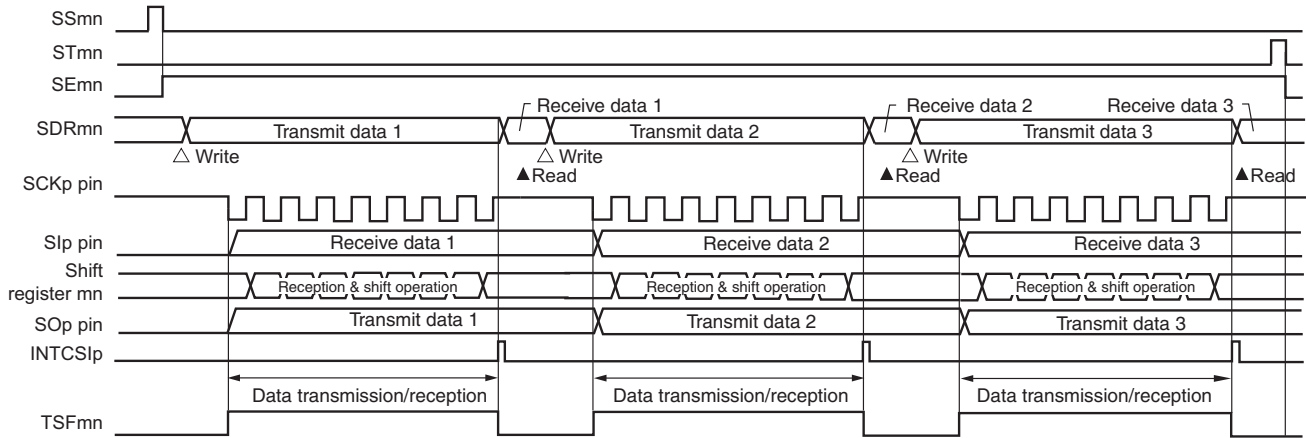 SSmn
STmn
SEmn
Receive data 1 Receive data 2 Receive data 3
SDRmn Transmit data 1 Transmit data 2 Transmit data 3
△ Write △ Write △ Write
▲Read ▲Read ▲Read
SCKp pin
SIp pin Receive data 1 Receive data 2 Receive data 3
Shift
register mn Reception & shift operation Reception & shift operation Reception & shift operation
SOp pin Transmit data 1 Transmit data 2 Transmit data 3
INTCSIp
Data transmission/reception Data transmission/reception Data transmission/reception
TSFmn